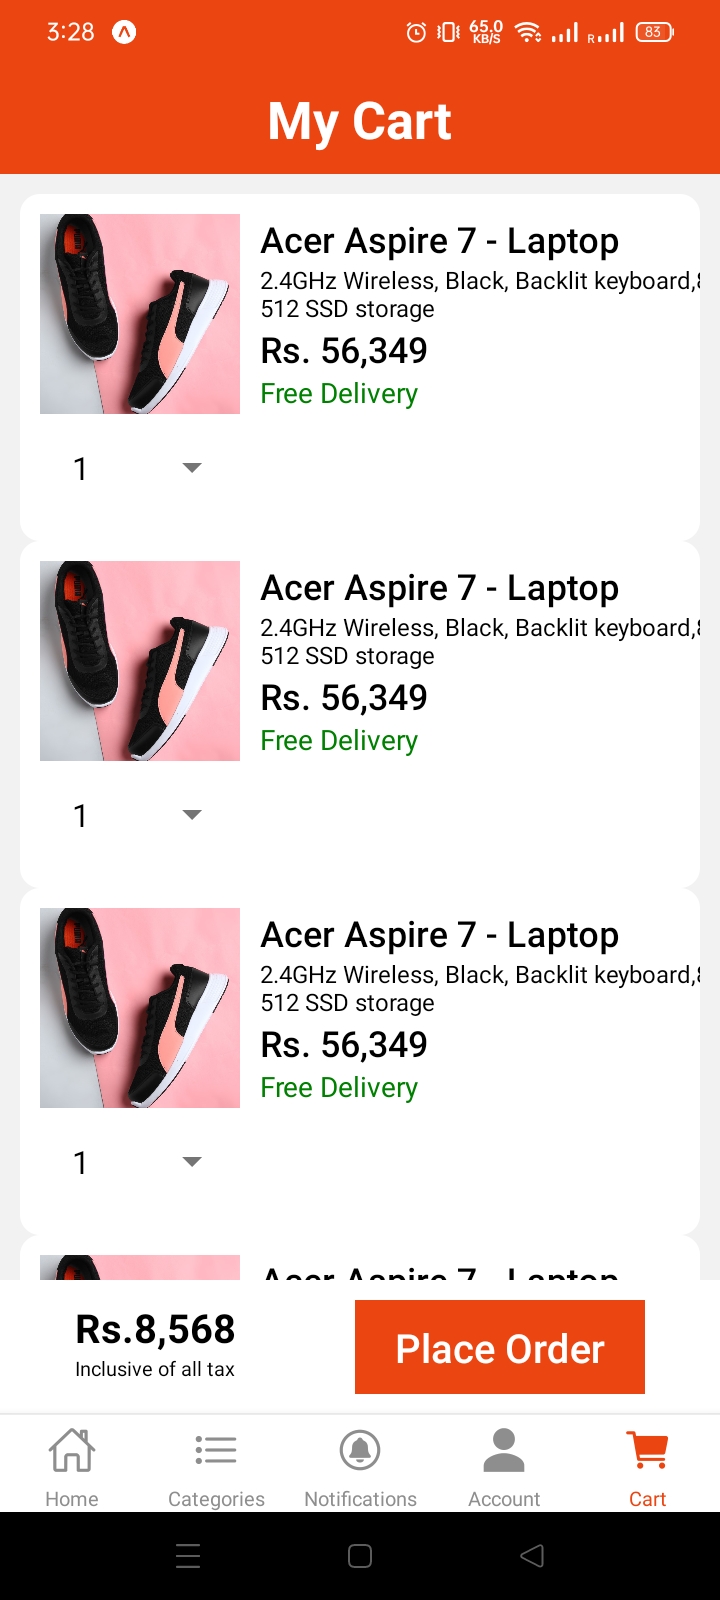 3:28
65.0
KB/S
R
83
My Cart
Acer Aspire 7 - Laptop
2.4GHz Wireless, Black, Backlit keyboard,
512 SSD storage
Rs. 56,349
Free Delivery
1
Acer Aspire 7 - Laptop
2.4GHz Wireless, Black, Backlit keyboard,
512 SSD storage
Rs. 56,349
Free Delivery
1
Acer Aspire 7 - Laptop
2.4GHz Wireless, Black, Backlit keyboard,
512 SSD storage
Rs. 56,349
Free Delivery
1
Acer Aspire 7 - Laptop
Rs.8,568
Inclusive of all tax
Place Order
Home
Categories
Notifications
Account
Cart